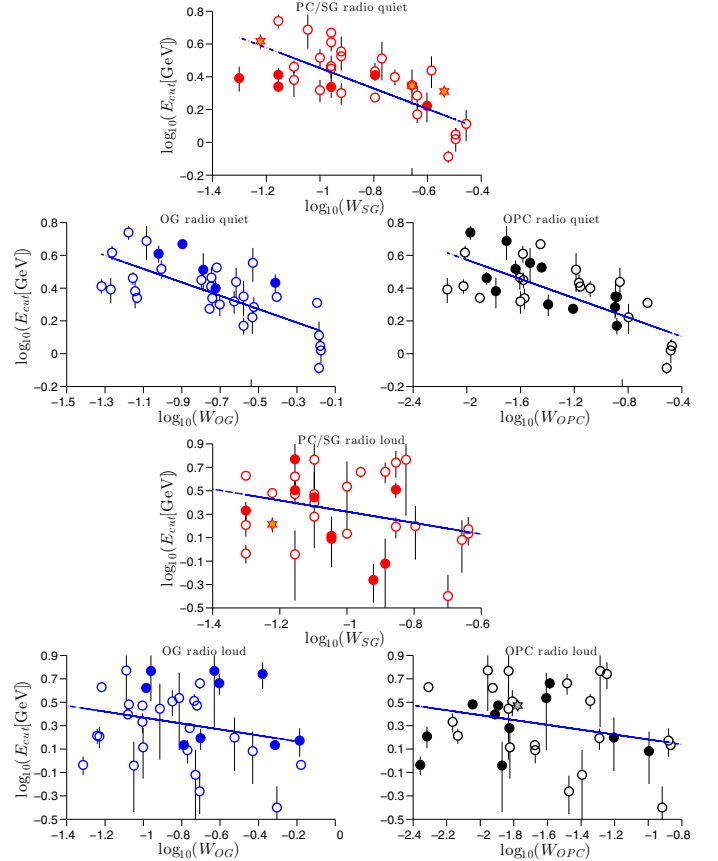 PC/SG radio quiet
log10(Ecut[GeV])
0.8
0.6
0.4
0.2
0
−0.2
−1.4 −1.2 −1 −0.8 −0.6 −0.4
log10(WSG)
OG radio quiet
log10(Ecut[GeV])
0.8
0.6
0.4
0.2
0
−0.2
−1.5 −1.3 −1.1 −0.9 −0.7 −0.5 −0.3 −0.1
log10(WOG)
OPC radio quiet
log10(Ecut[GeV])
0.8
0.6
0.4
0.2
0
−0.2
−2.4 −2 −1.6 −1.2 −0.8 −0.4
log10(WOPC)
PC/SG radio loud
log10(Ecut[GeV])
0.9
0.7
0.5
0.3
0.1
−0.1
−0.3
−0.5
−1.4 −1.2 −1 −0.8 −0.6
log10(WSG)
OG radio loud
log10(Ecut[GeV])
0.9
0.7
0.5
0.3
0.1
−0.1
−0.3
−0.5
−1.4 −1.2 −1 −0.8 −0.6 −0.4 −0.2 0
log10(WOG)
OPC radio loud
log10(Ecut[GeV])
0.9
0.7
0.5
0.3
0.1
−0.1
−0.3
−0.5
−2.4 −2.2 −2 −1.8 −1.6 −1.4 −1.2 −1 −0.8
log10(WOPC)